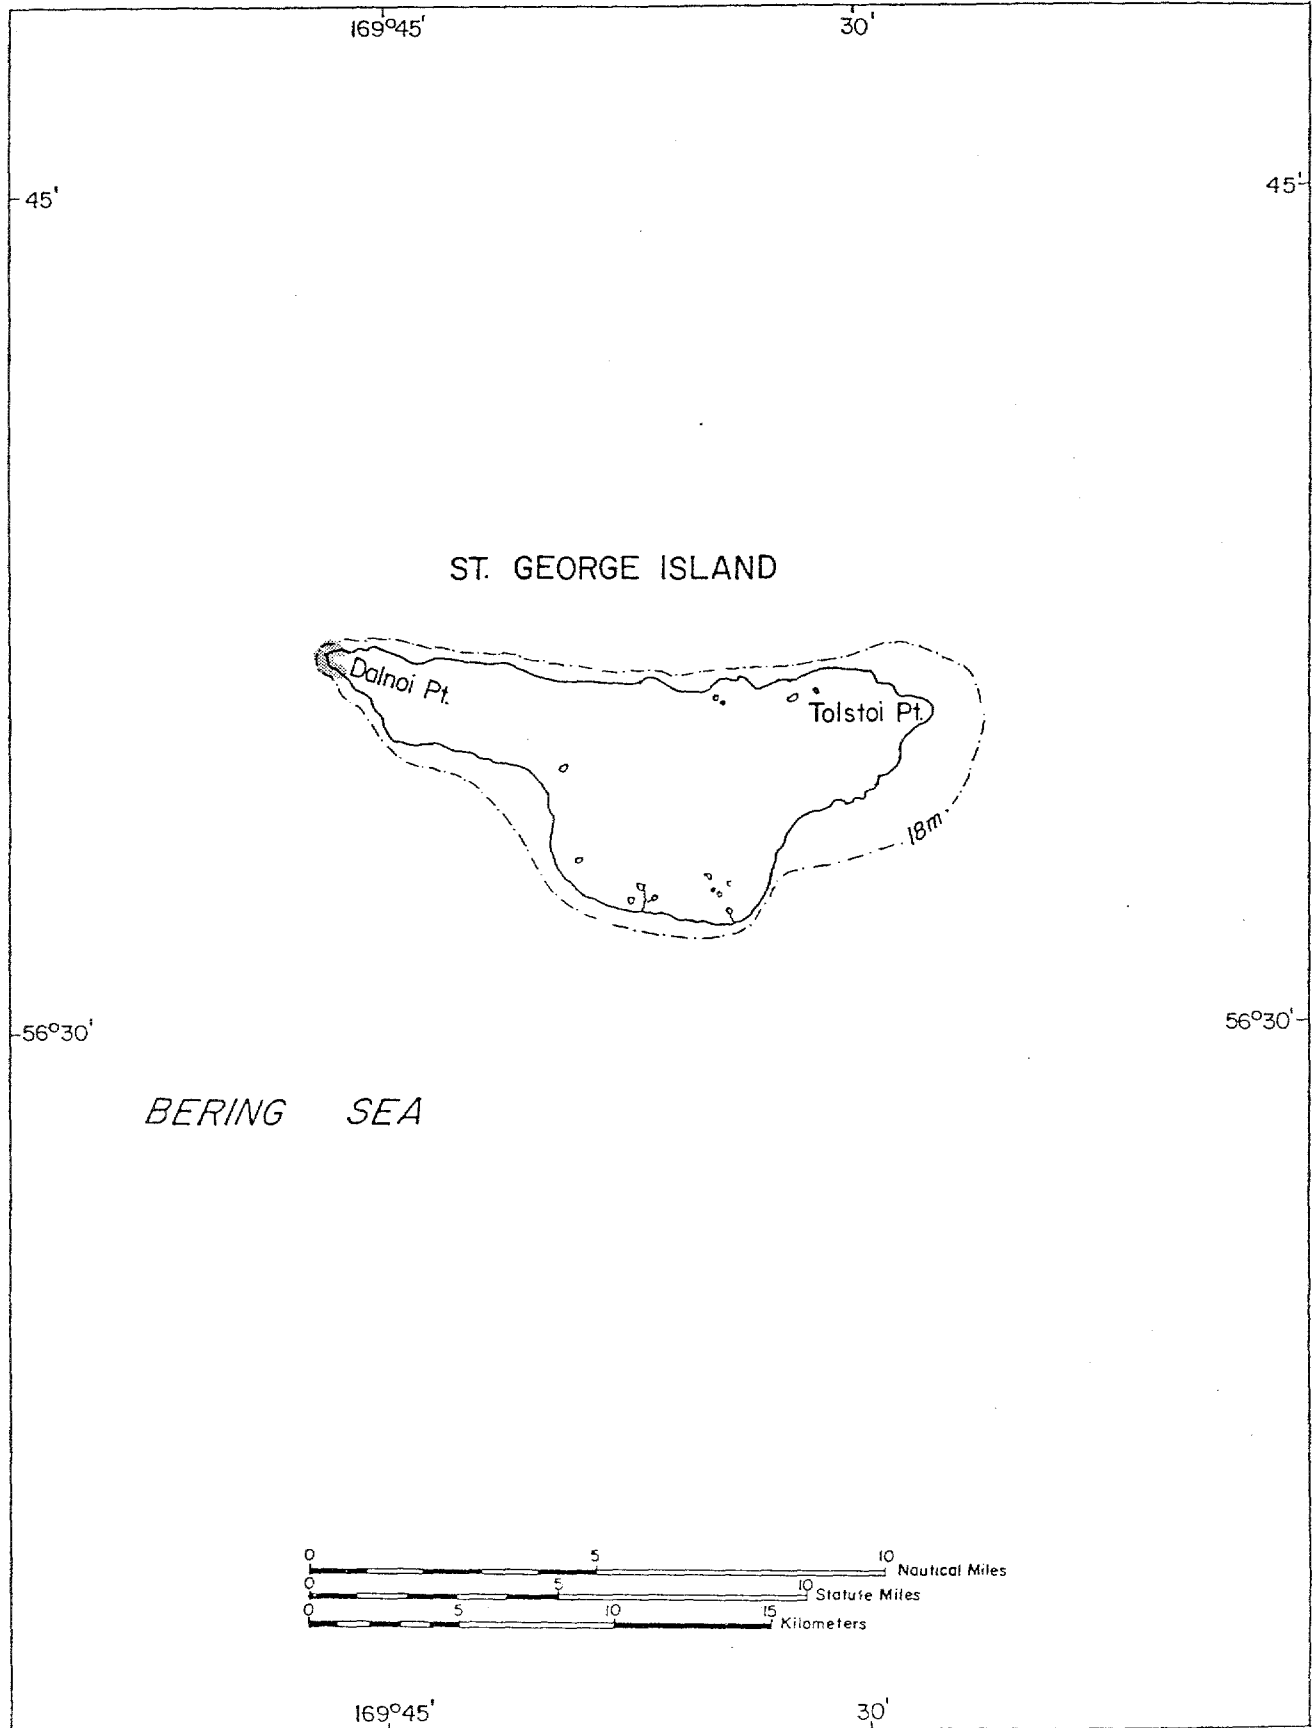 169°45' 30'
45' 45'
ST. GEORGE ISLAND
Dalnoi Pt.
Tolstoi Pt.
18m
56°30' 56°30'
BERING SEA
0 5 10 Nautical Miles
0 5 10 Statute Miles
0 5 10 15 Kilometers
169°45' 30'